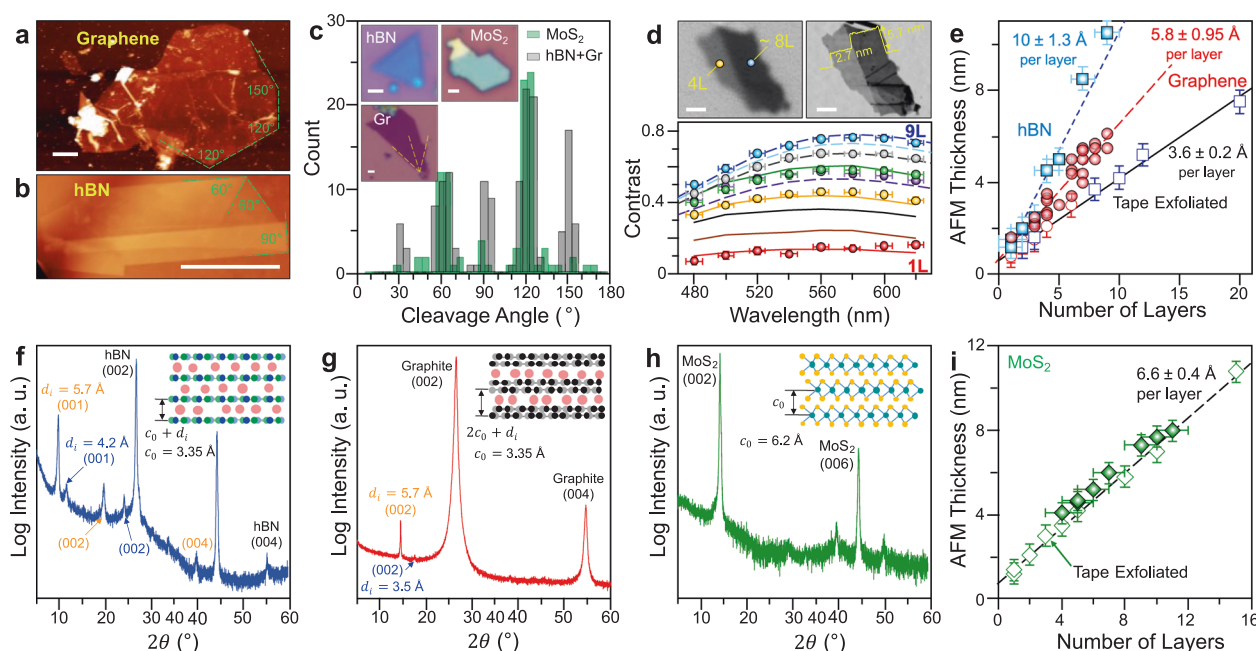 a
Graphene
150°
120°
120°
b
hBN
60°
60°
90°
c
30
20
10
0
Count
hBN
MoS₂
Gr
MoS₂
hBN+Gr
0 30 60 90 120 150 180
Cleavage Angle (°)
d
4L
~ 8L
2.7 nm
0.8
0.4
0
Contrast
9L
1L
480 520 560 600
Wavelength (nm)
e
10
6
2
AFM Thickness (nm)
10 ± 1.3 Å
per layer
5.8 ± 0.95 Å
per layer
Graphene
hBN
3.6 ± 0.2 Å
per layer
Tape Exfoliated
0 5 10 15 20
Number of Layers
f
Log Intensity (a. u.)
hBN
(002)
dᵢ = 5.7 Å
(001)
dᵢ = 4.2 Å
(001)
c₀ + dᵢ
c₀ = 3.35 Å
(002)
(002)
(004)
hBN
(004)
10 20 30 40 50 60
2θ (°)
g
Log Intensity (a. u.)
Graphite
(002)
2c₀ + dᵢ
c₀ = 3.35 Å
dᵢ = 5.7 Å
(002)
(002)
dᵢ = 3.5 Å
Graphite
(004)
10 20 30 40 50 60
2θ (°)
h
Log Intensity (a. u.)
MoS₂
(002)
c₀
c₀ = 6.2 Å
MoS₂
(006)
10 20 30 40 50 60
2θ (°)
i
12
8
4
0
AFM Thickness (nm)
MoS₂
6.6 ± 0.4 Å
per layer
Tape Exfoliated
0 4 8 12 16
Number of Layers